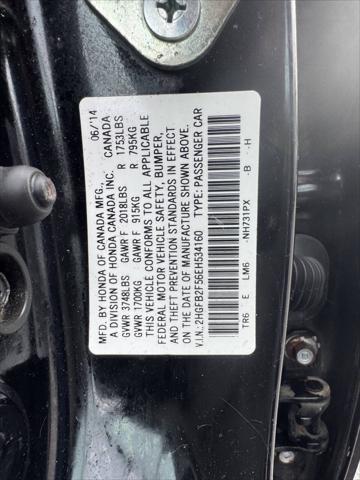 MFD. BY HONDA OF CANADA MFG., 06/14
A DIVISION OF HONDA CANADA INC. CANADA
GVWR 3748LBS GAWR F 2018LBS R 1753LBS
GVWR 1700KG GAWR F 915KG R 795KG
THIS VEHICLE CONFORMS TO ALL APPLICABLE
FEDERAL MOTOR VEHICLE SAFETY, BUMPER,
AND THEFT PREVENTION STANDARDS IN EFFECT
ON THE DATE OF MANUFACTURE SHOWN ABOVE.
V.I.N.:2HGFB2F56EH534160 TYPE: PASSENGER CAR
TR6 E LM6 NH731PX -B -H